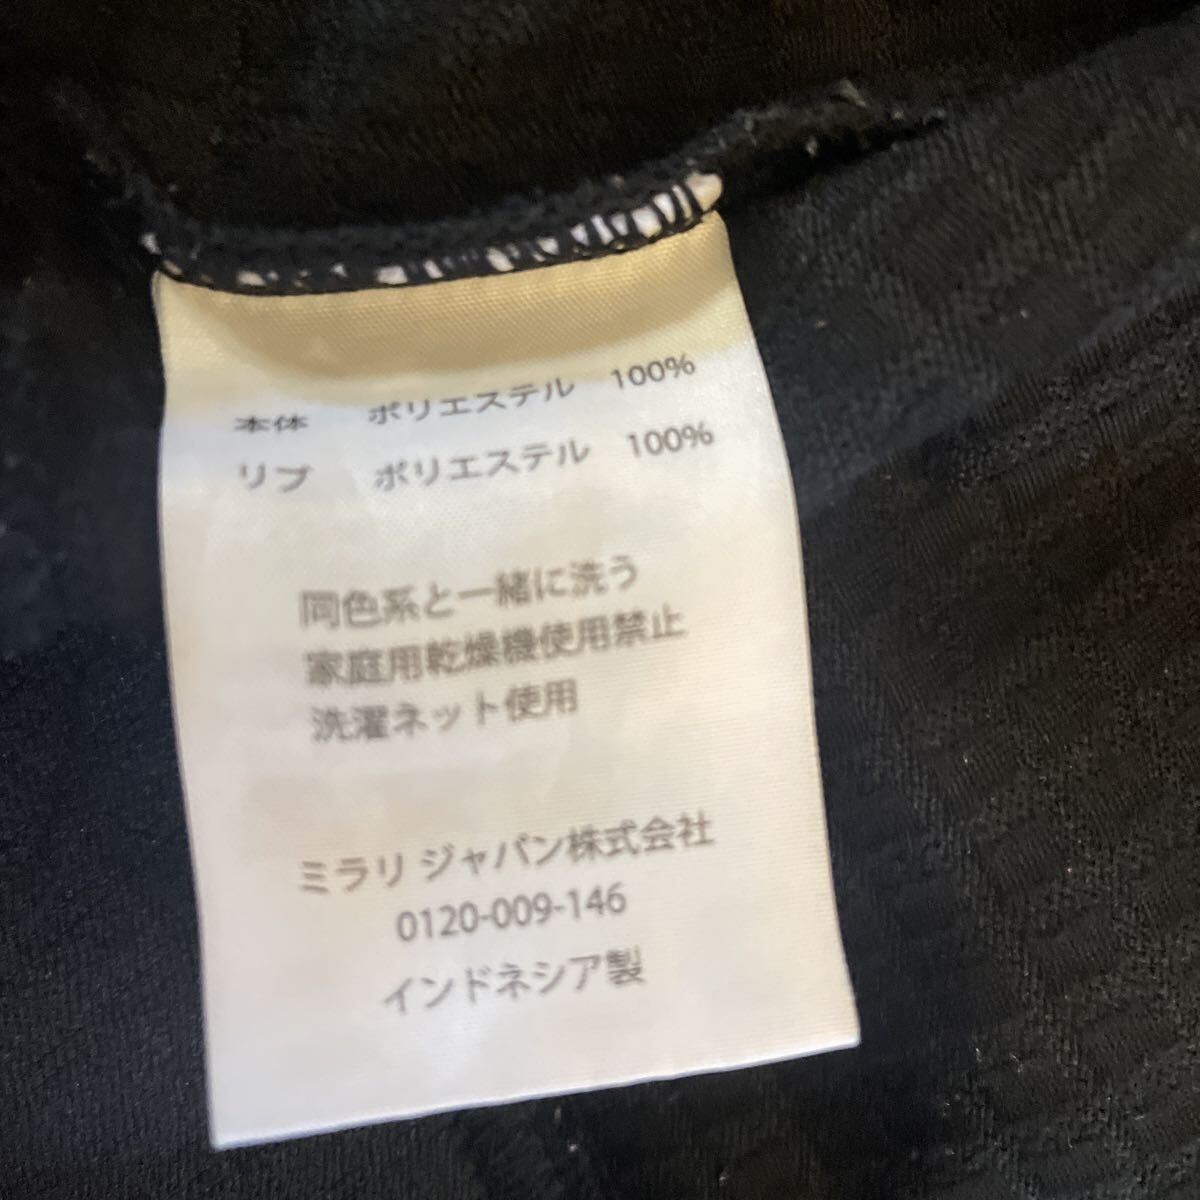 本体 ポリエステル 100%
リブ ポリエステル 100%
同色系と一緒に洗う
家庭用乾燥機使用禁止
洗濯ネット使用
ミラリ ジャパン株式会社
0120-009-146
インドネシア製